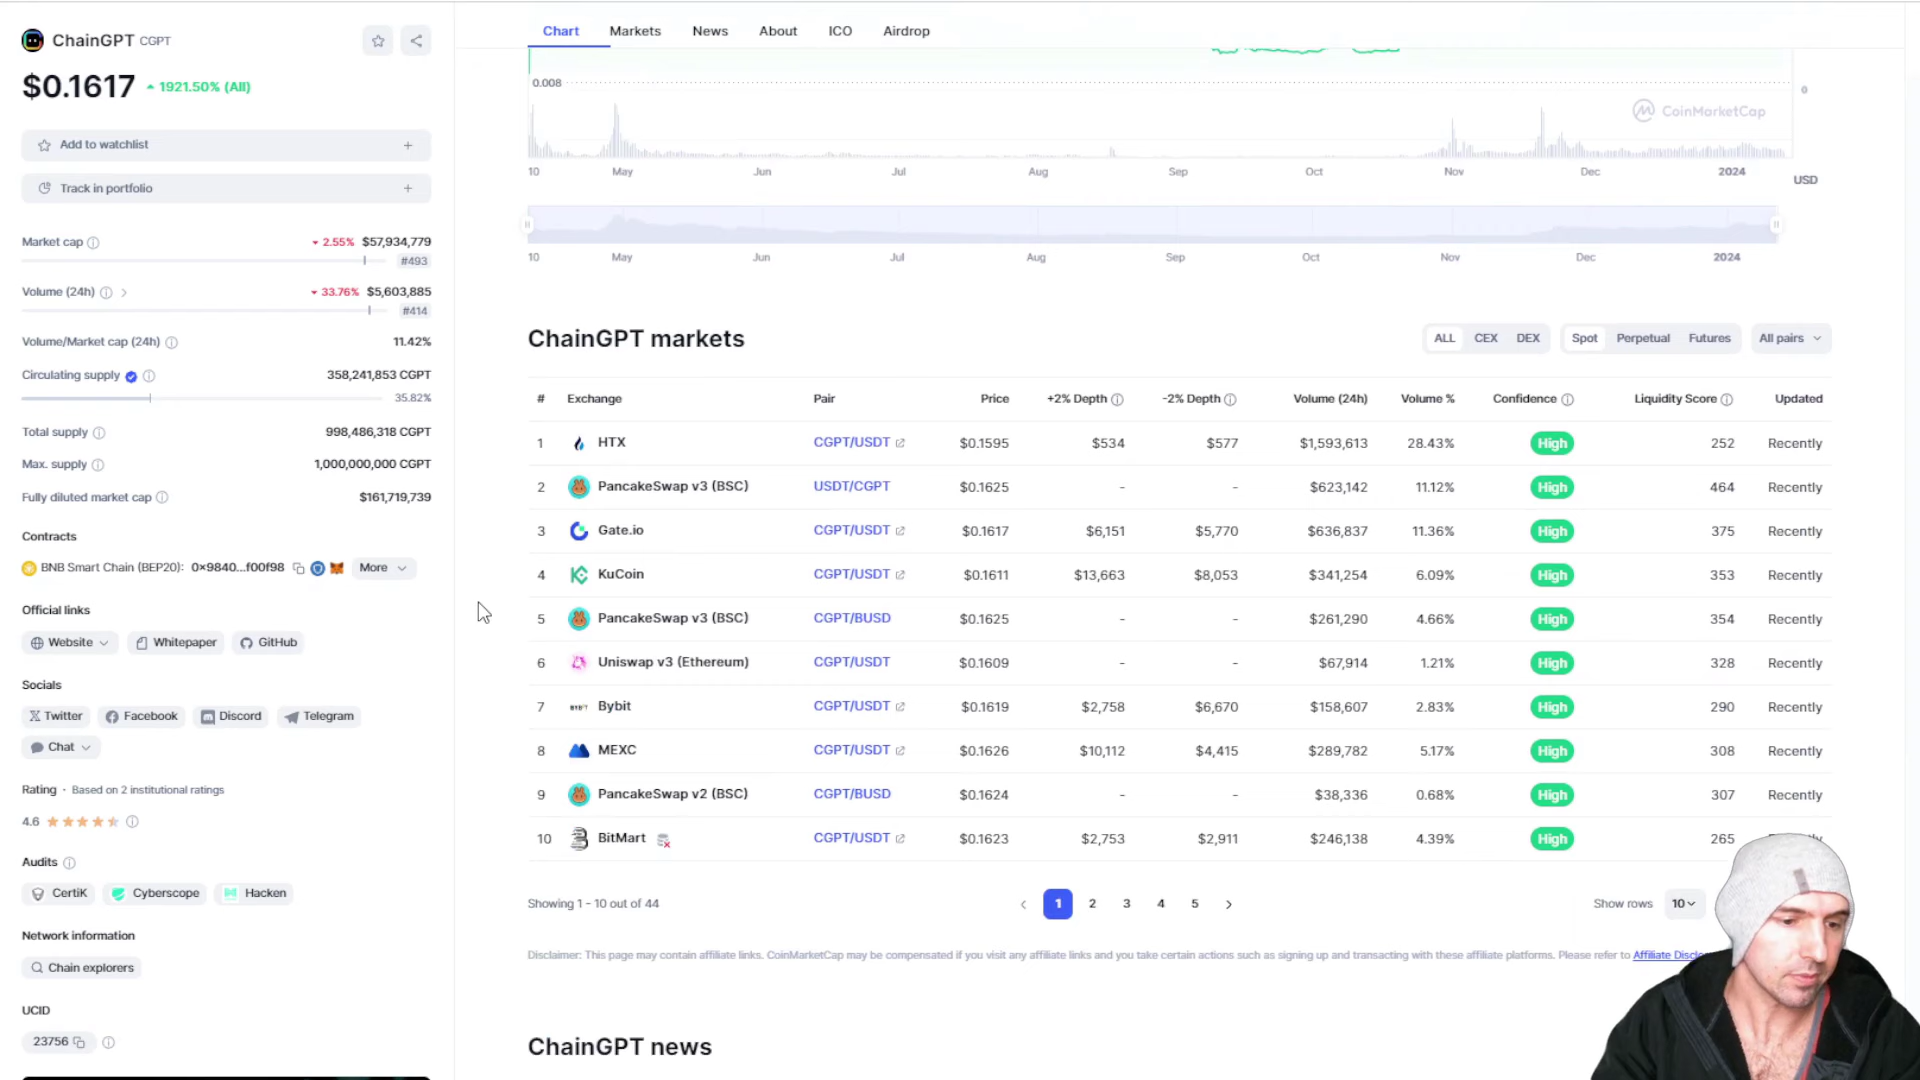 ChainGPT CGPT
$0.1617 1921.50% (All)
Add to watchlist +
Track in portfolio +
Market cap 2.55% $57,934,779
#493
Volume (24h) 33.76% $5,603,885
#414
Volume/Market cap (24h) 11.42%
Circulating supply 358,241,853 CGPT
35.82%
Total supply 998,486,318 CGPT
Max. supply 1,000,000,000 CGPT
Fully diluted market cap $161,719,739
Contracts
BNB Smart Chain (BEP20): 0x9840...f00f98 More
Official links
Website Whitepaper GitHub
Socials
Twitter Facebook Discord Telegram
Chat
Rating · Based on 2 institutional ratings
4.6
Audits
CertiK Cyberscope Hacken
Network information
Chain explorers
UCID
23756
Chart Markets News About ICO Airdrop
0.008
0
CoinMarketCap
10 May Jun Jul Aug Sep Oct Nov Dec 2024
USD
10 May Jun Jul Aug Sep Oct Nov Dec 2024
ChainGPT markets ALL CEX DEX Spot Perpetual Futures All pairs
# Exchange Pair Price +2% Depth -2% Depth Volume (24h) Volume % Confidence Liquidity Score Updated
1 HTX CGPT/USDT $0.1595 $534 $577 $1,593,613 28.43% High 252 Recently
2 PancakeSwap v3 (BSC) USDT/CGPT $0.1625 - - $623,142 11.12% High 464 Recently
3 Gate.io CGPT/USDT $0.1617 $6,151 $5,770 $636,837 11.36% High 375 Recently
4 KuCoin CGPT/USDT $0.1611 $13,663 $8,053 $341,254 6.09% High 353 Recently
5 PancakeSwap v3 (BSC) CGPT/BUSD $0.1625 - - $261,290 4.66% High 354 Recently
6 Uniswap v3 (Ethereum) CGPT/USDT $0.1609 - - $67,914 1.21% High 328 Recently
7 Bybit CGPT/USDT $0.1619 $2,758 $6,670 $158,607 2.83% High 290 Recently
8 MEXC CGPT/USDT $0.1626 $10,112 $4,415 $289,782 5.17% High 308 Recently
9 PancakeSwap v2 (BSC) CGPT/BUSD $0.1624 - - $38,336 0.68% High 307 Recently
10 BitMart CGPT/USDT $0.1623 $2,753 $2,911 $246,138 4.39% High 265
Showing 1 - 10 out of 44 1 2 3 4 5 Show rows 10
Disclaimer: This page may contain affiliate links. CoinMarketCap may be compensated if you visit any affiliate links and you take certain actions such as signing up and transacting with these affiliate platforms. Please refer to Affiliate
ChainGPT news